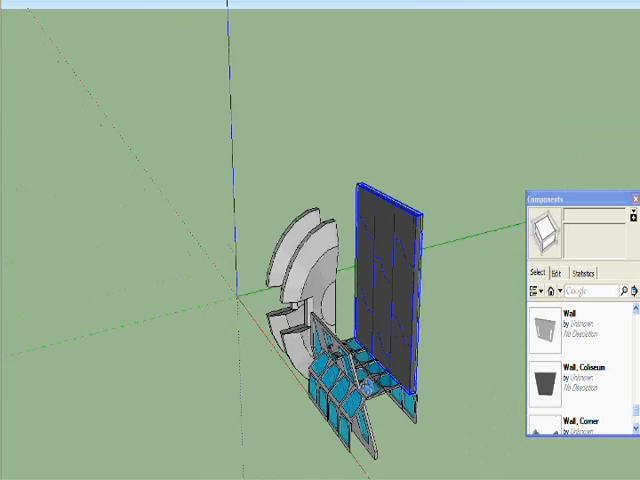 Components
Select
Edit
Statistics
Google
Wall
by Unknown
No Description
Wall, Coliseum
by Unknown
No Description
Wall, Corner
by Unknown